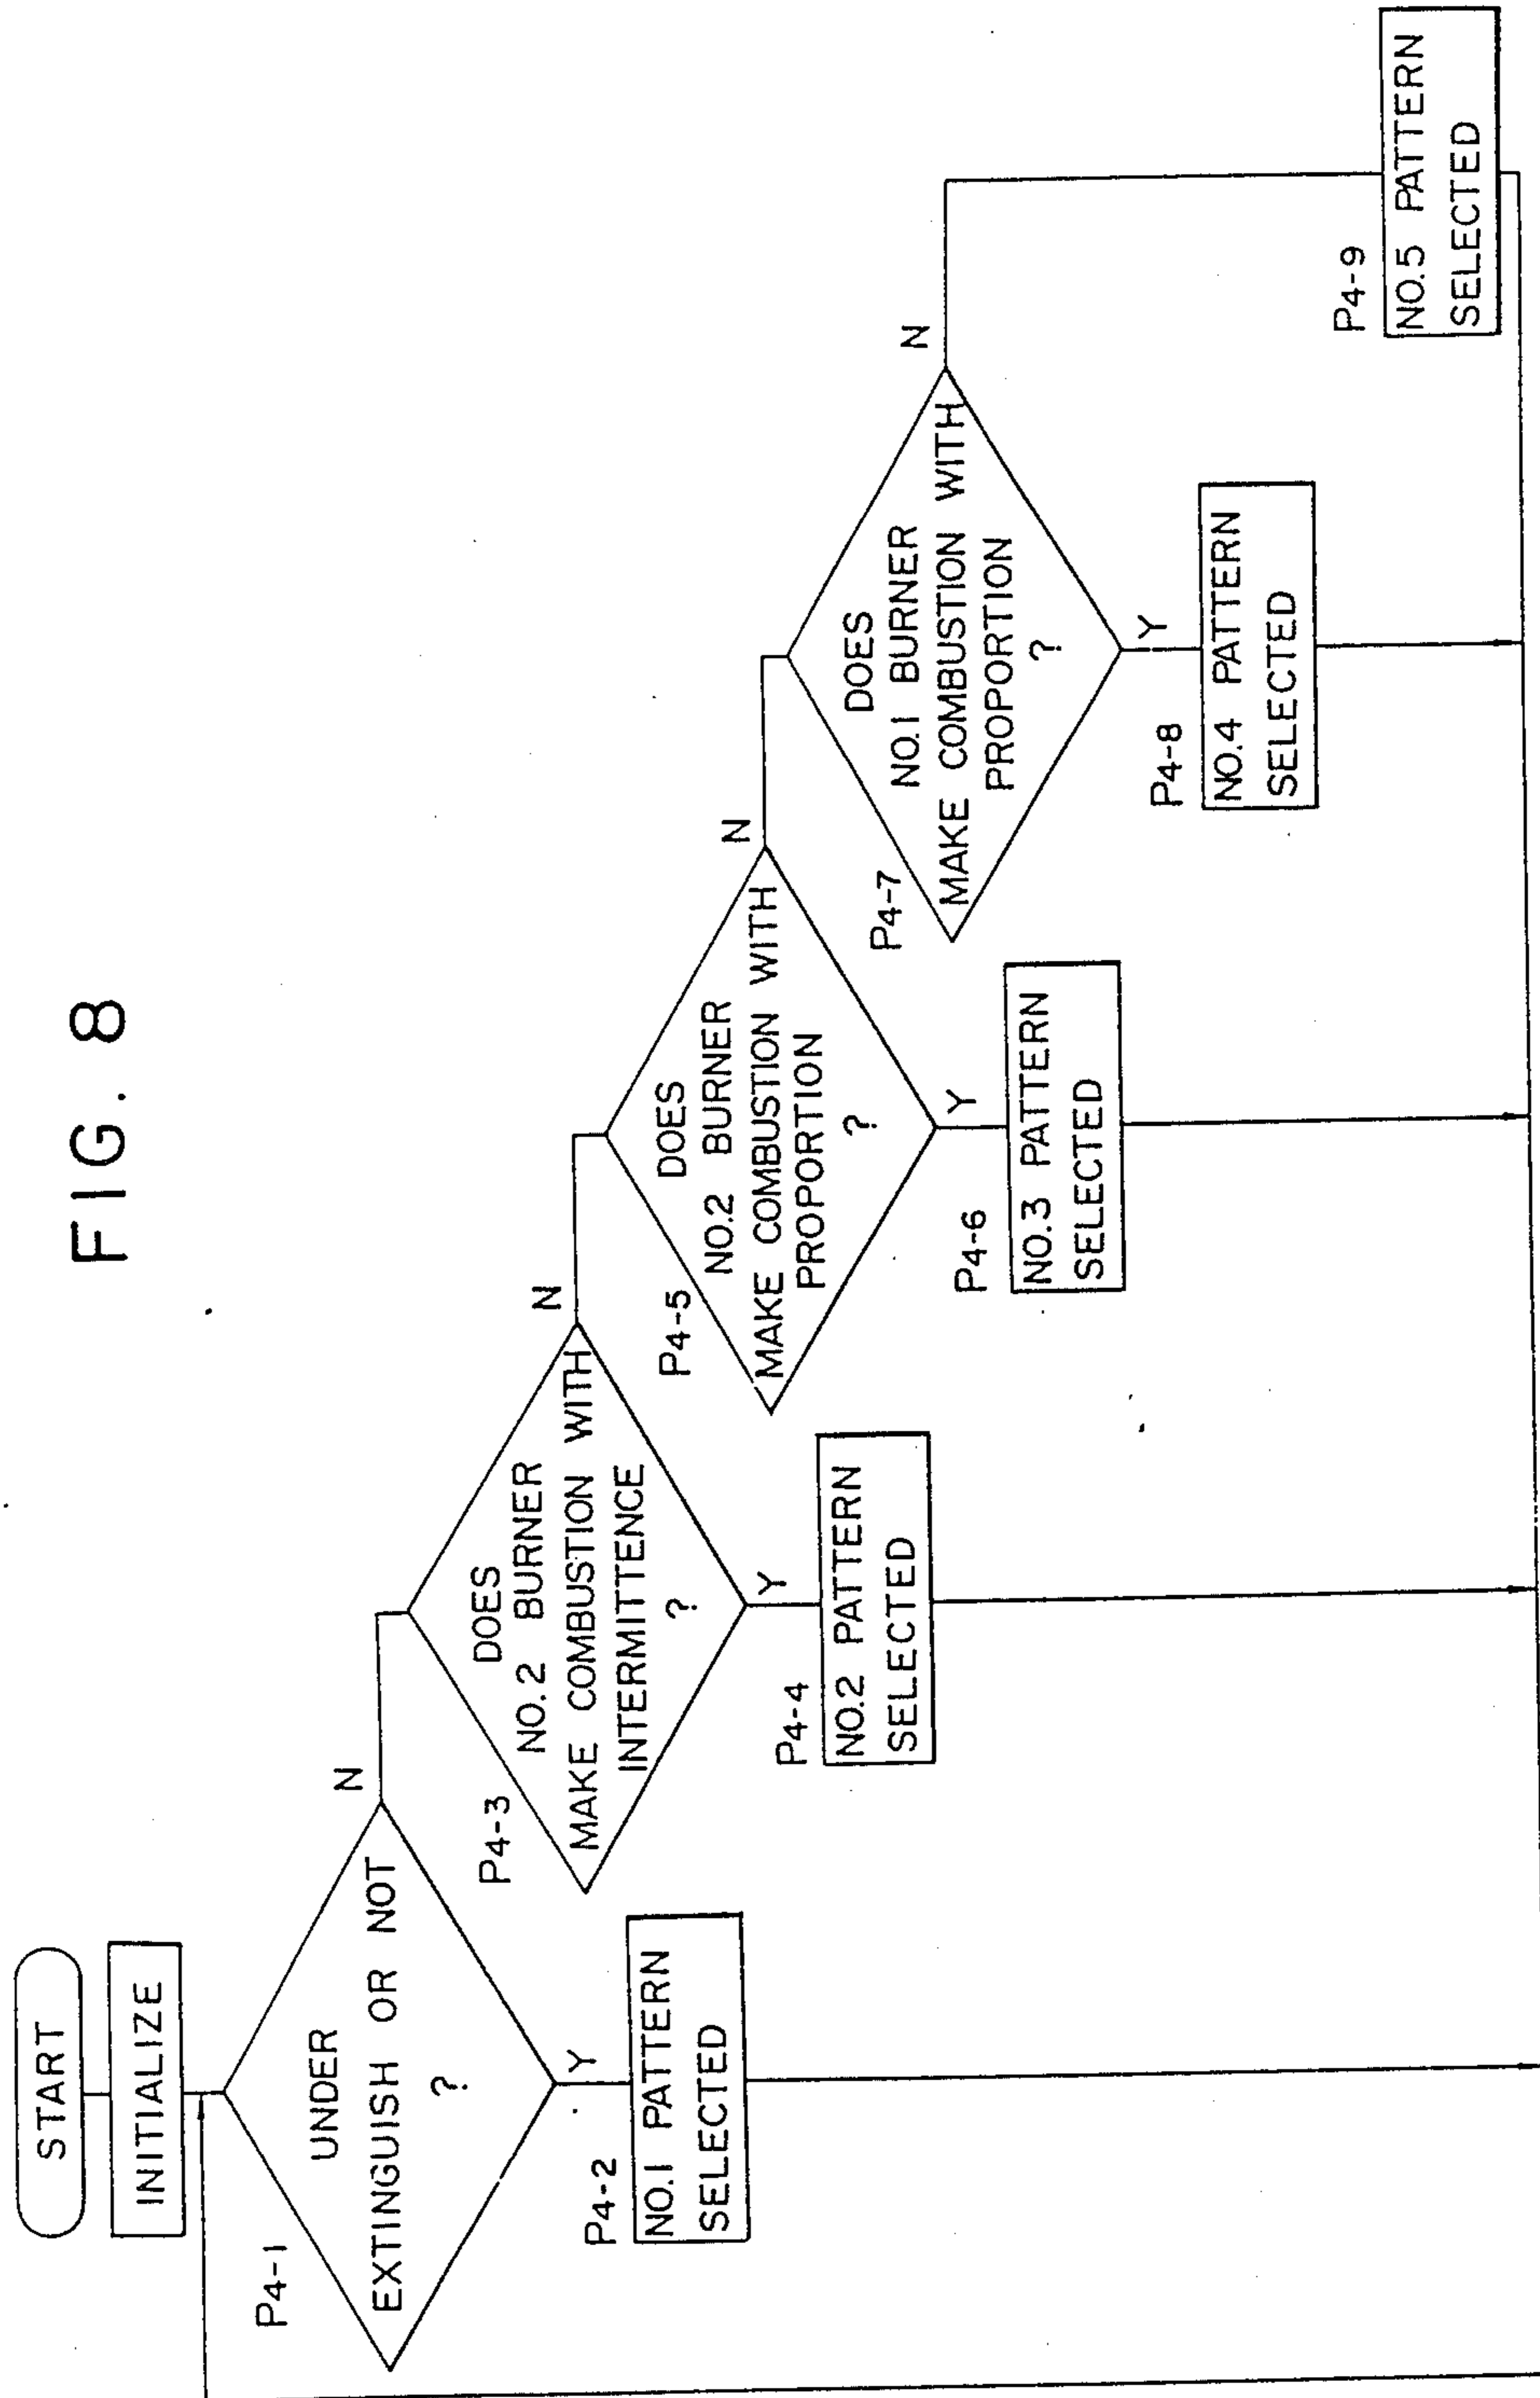 FIG. 8
START
INITIALIZE
P4-1
UNDER
EXTINGUISH OR NOT
?
N
Y
P4-2
NO.1 PATTERN
SELECTED
P4-3
DOES
NO.2 BURNER
MAKE COMBUSTION WITH
INTERMITTENCE
?
N
Y
P4-4
NO.2 PATTERN
SELECTED
P4-5
DOES
NO.2 BURNER
MAKE COMBUSTION WITH
PROPORTION
?
N
Y
P4-6
NO.3 PATTERN
SELECTED
P4-7
DOES
NO.1 BURNER
MAKE COMBUSTION WITH
PROPORTION
?
N
Y
P4-8
NO.4 PATTERN
SELECTED
P4-9
NO.5 PATTERN
SELECTED